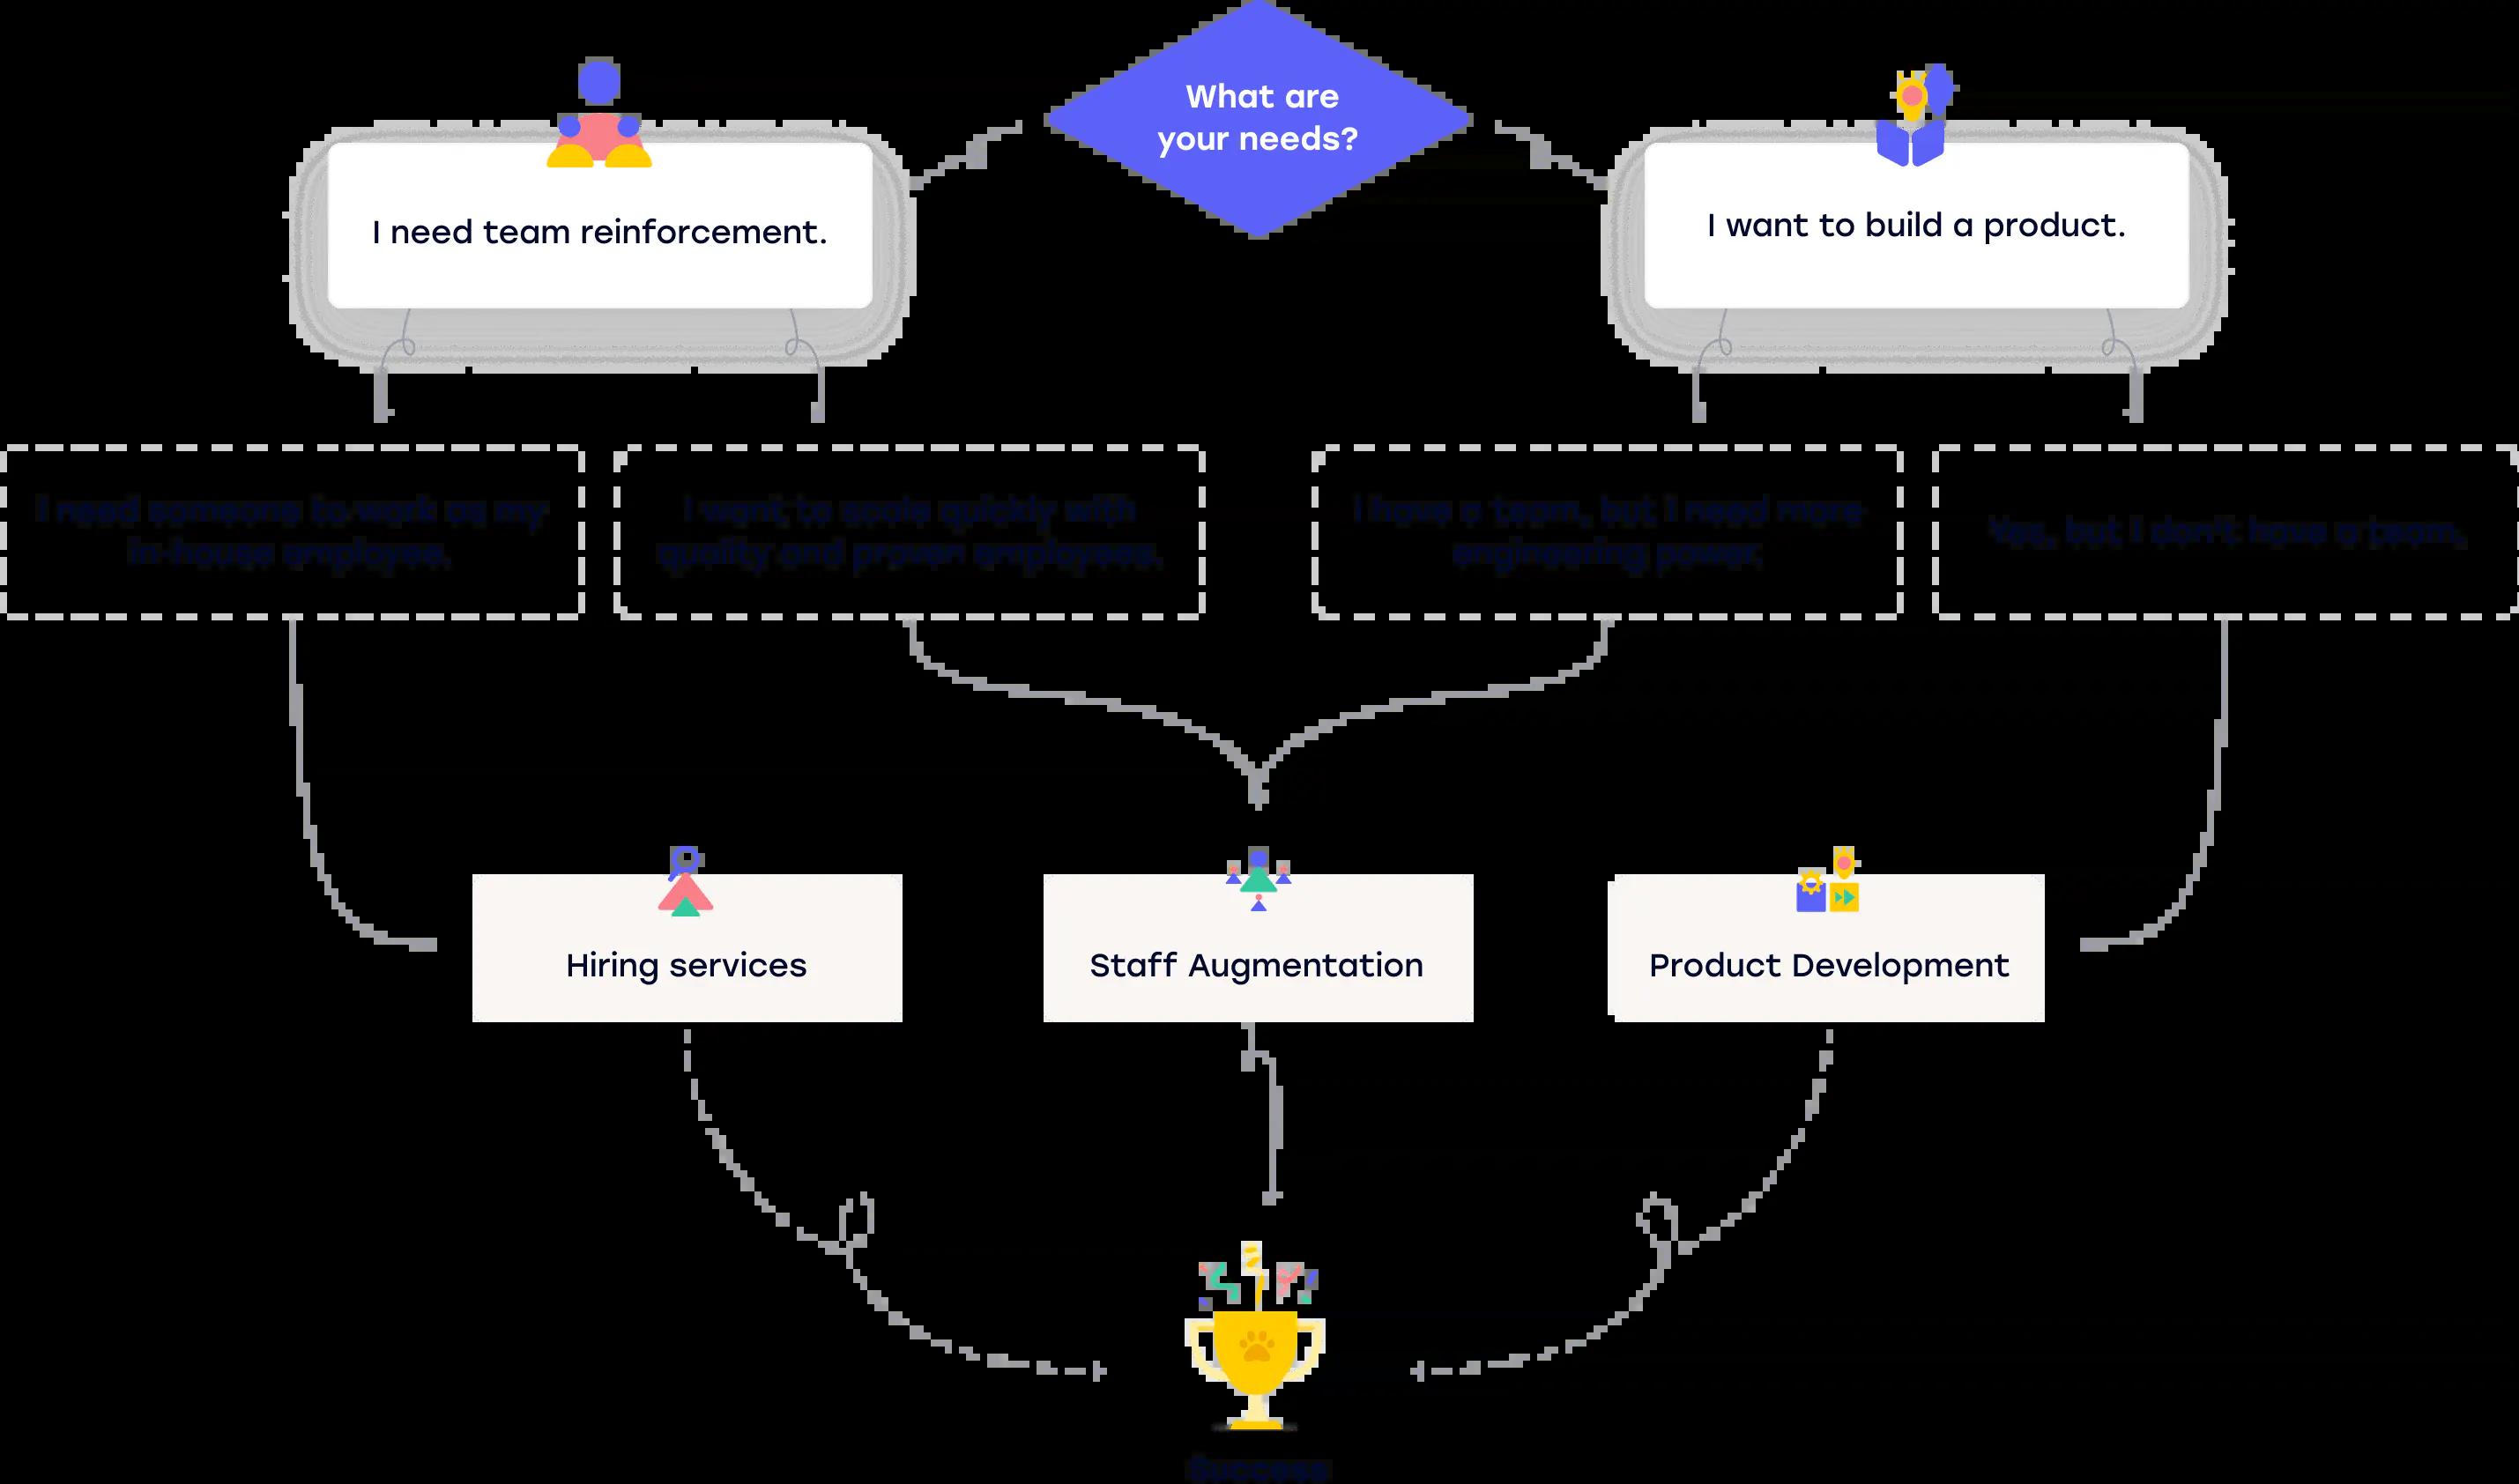 What are
your needs?
I need team reinforcement.
I want to build a product.
I need someone to work as my
in-house employee.
I want to scale quickly with
quality and proven employees.
I have a team, but I need more
engineering power.
Yes, but I don't have a team.
Hiring services
Staff Augmentation
Product Development
Success